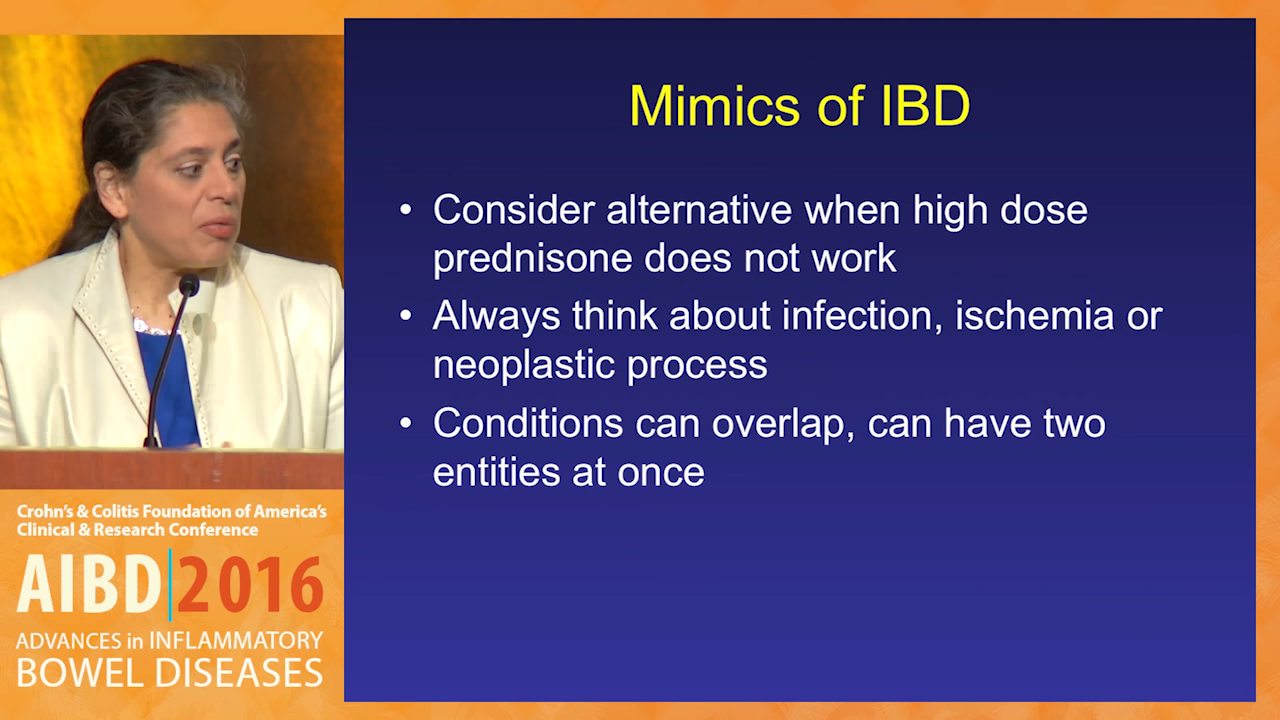 Mimics of IBD
• Consider alternative when high dose
prednisone does not work
• Always think about infection, ischemia or
neoplastic process
• Conditions can overlap, can have two
entities at once
Crohn's & Colitis Foundation of America's
Clinical & Research Conference
AIBD|2016
ADVANCES in INFLAMMATORY
BOWEL DISEASES